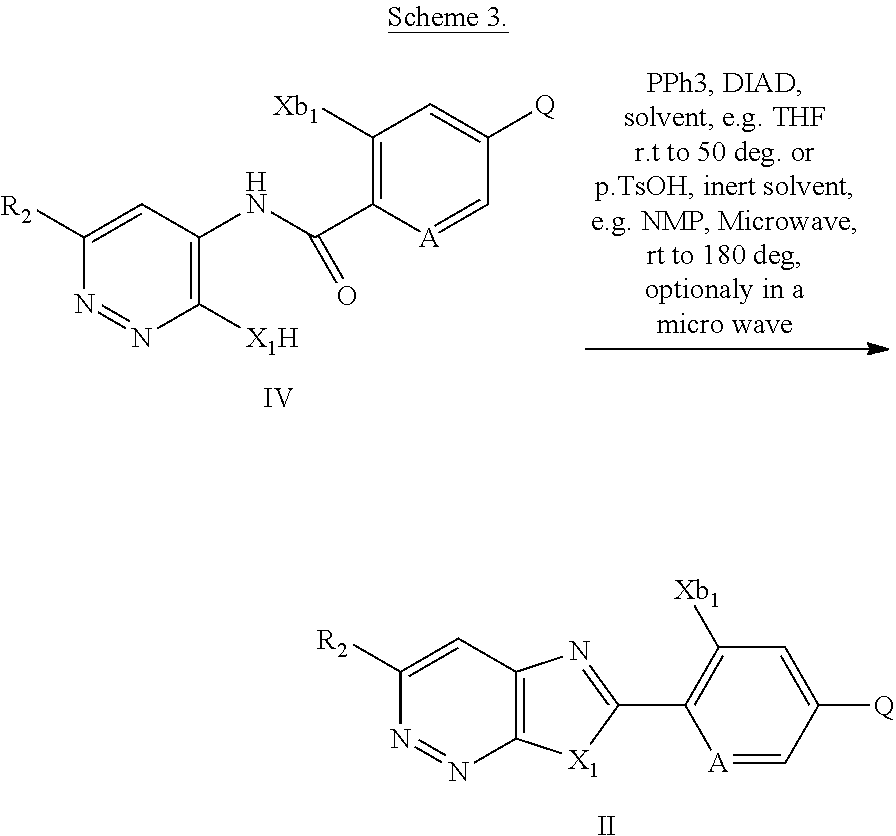 Scheme 3.
Xb1
Q
H
N
R2
A
O
N
N
X1H
IV
PPh3, DIAD,
solvent, e.g. THF
r.t to 50 deg. or
p.TsOH, inert solvent,
e.g. NMP, Microwave,
rt to 180 deg,
optionaly in a
micro wave
Xb1
R2
N
Q
N
N
X1
A
II